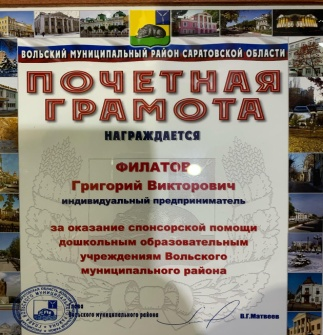 ВОЛЬСКИЙ МУНИЦИПАЛЬНЫЙ РАЙОН САРАТОВСКОЙ ОБЛАСТИ
ПОЧЕТНАЯ
ГРАМОТА
НАГРАЖДАЕТСЯ
ФИЛАТОВ
Григорий Викторович
индивидуальный предприниматель
за оказание спонсорской помощи
дошкольным образовательным
учреждениям Вольского
муниципального района
Глава
Вольского муниципального района
В.Г.Матвеев